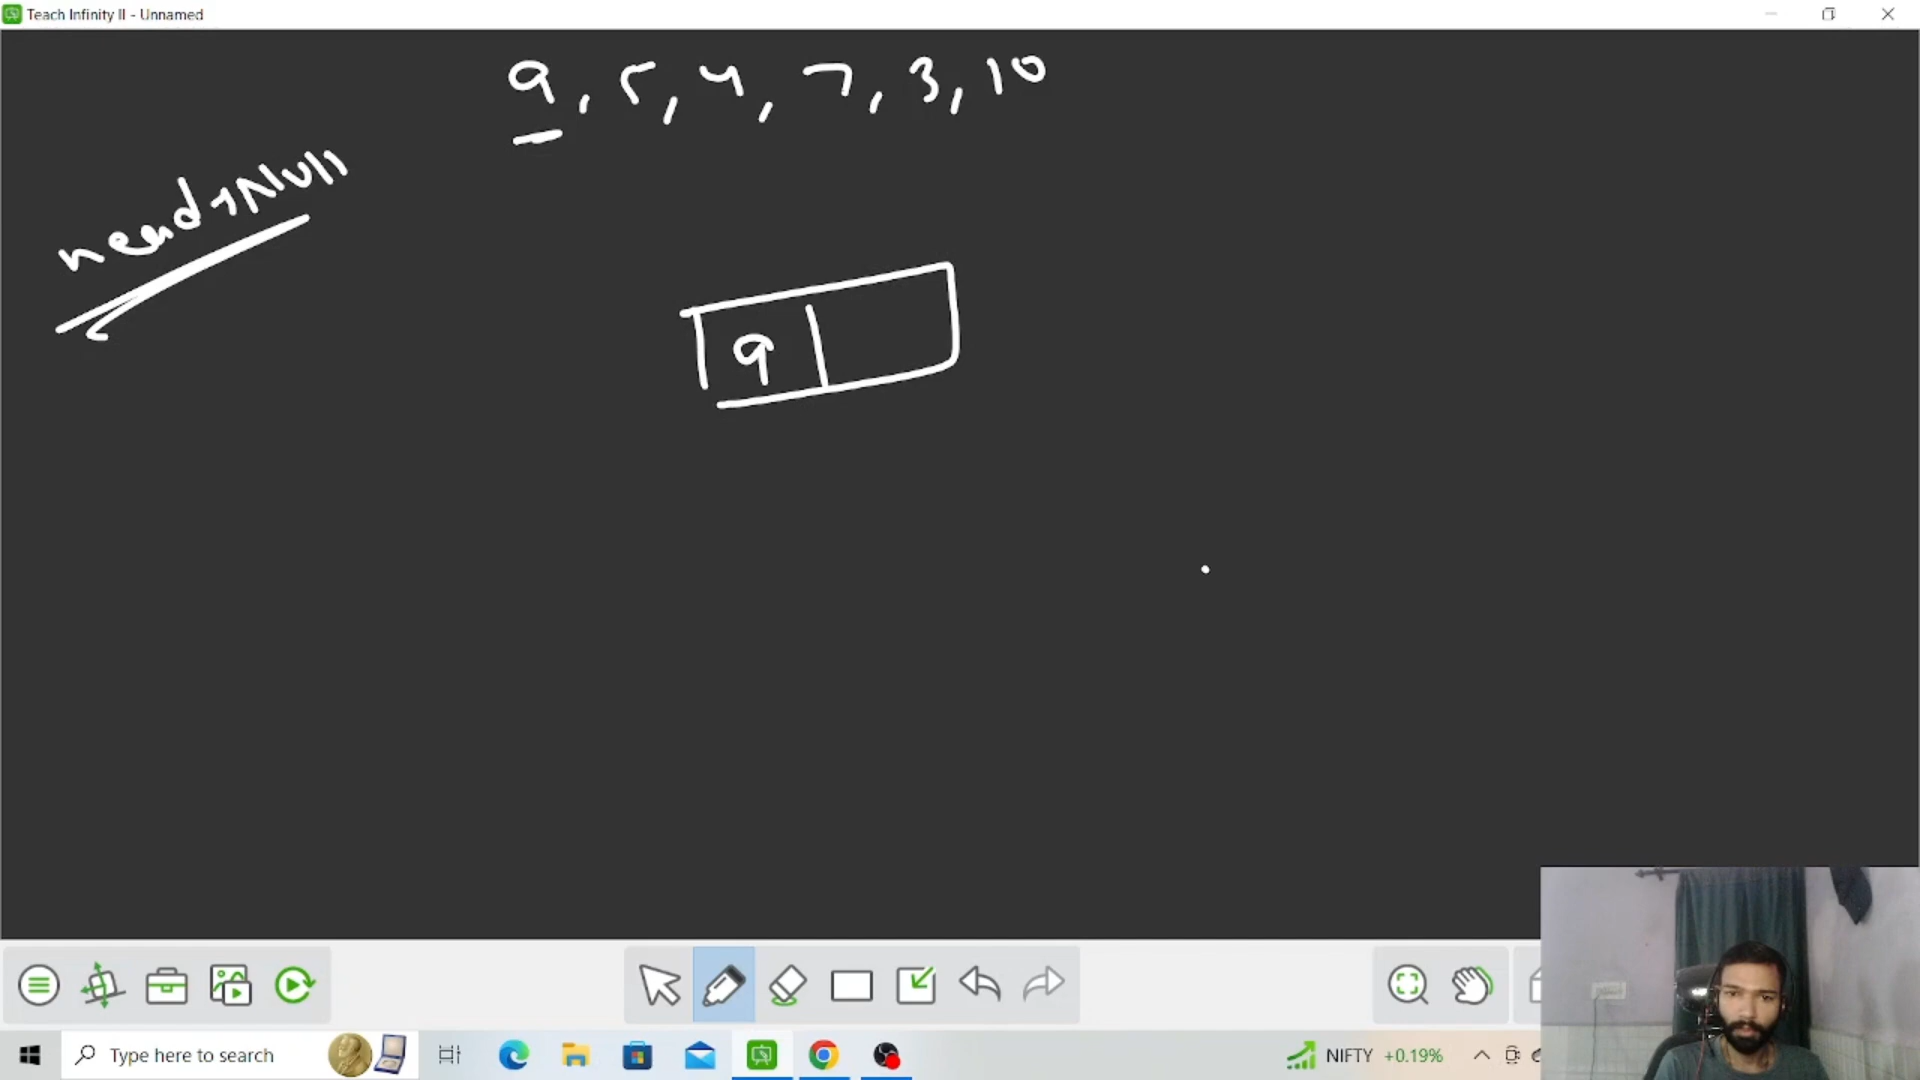 Teach Infinity II - Unnamed
9, 5, 4, 7, 3, 10
head→Null
9
Type here to search
NIFTY +0.19%